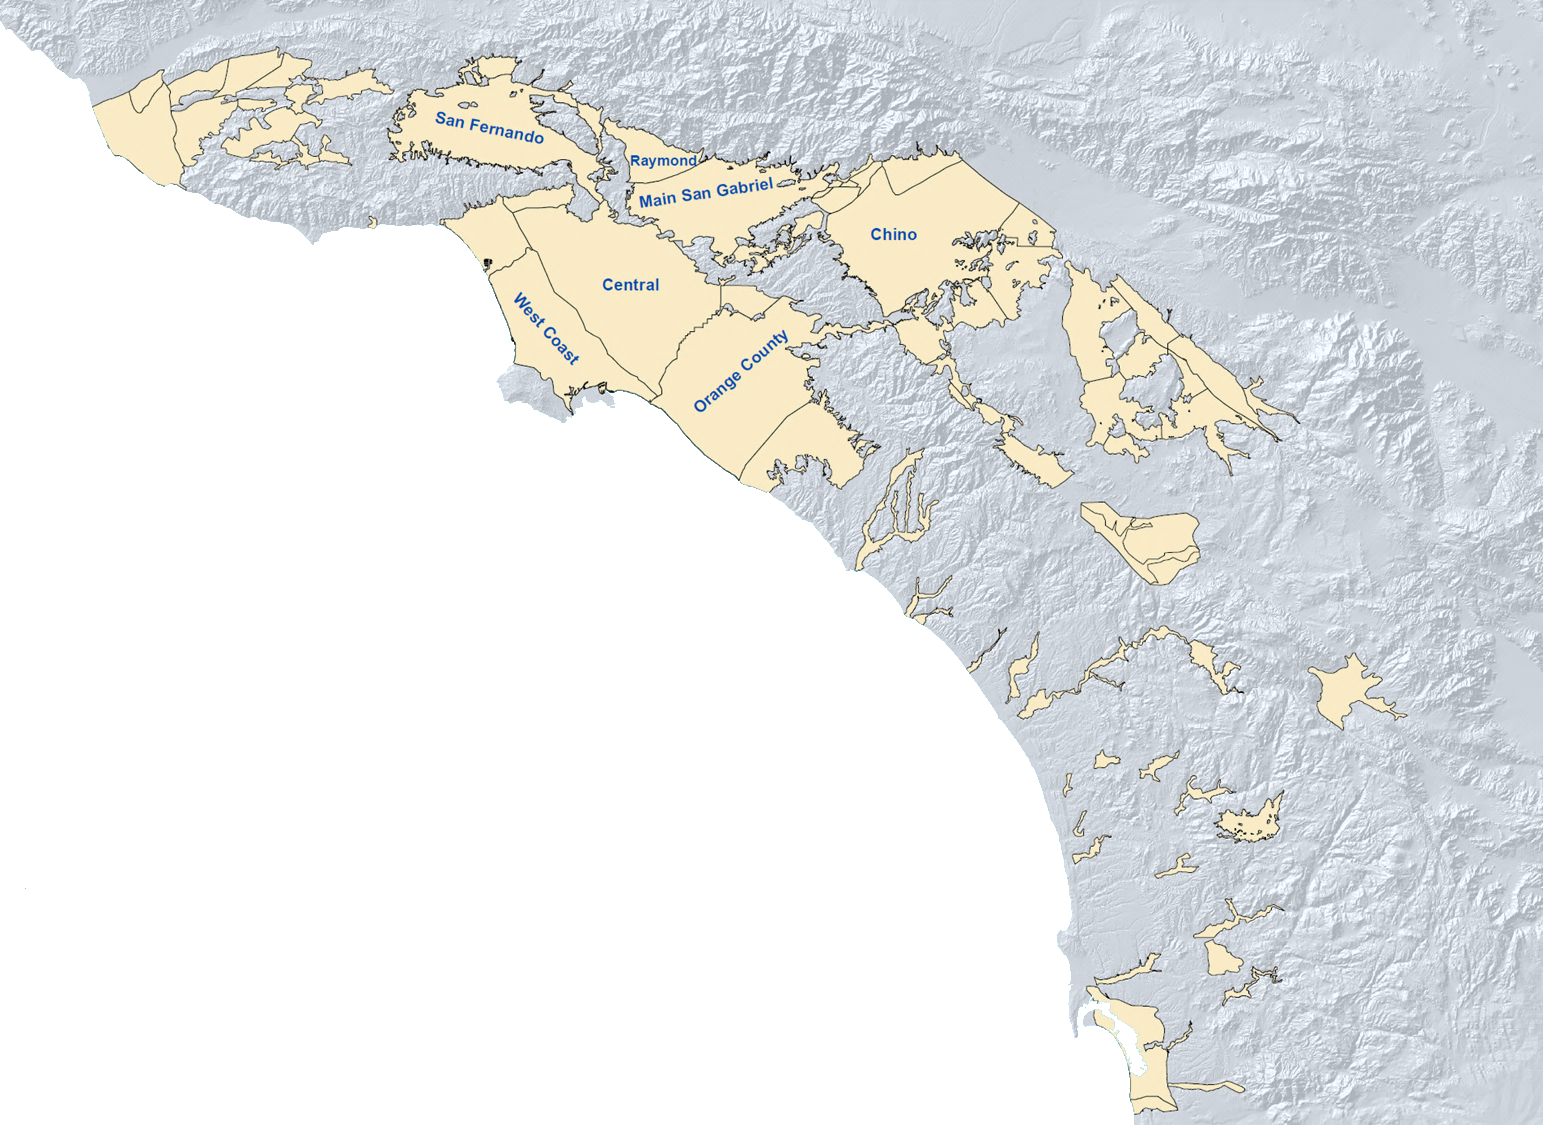 San Fernando
Raymond
Main San Gabriel
Chino
Central
West Coast
Orange County